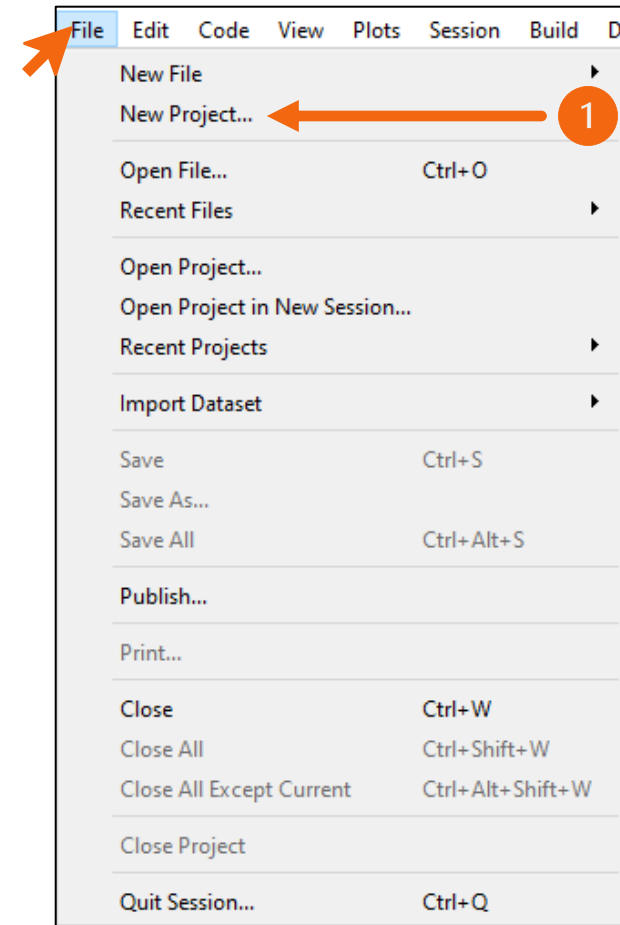 File Edit Code View Plots Session Build D
New File
New Project... 1
Open File... Ctrl+O
Recent Files
Open Project...
Open Project in New Session...
Recent Projects
Import Dataset
Save Ctrl+S
Save As...
Save All Ctrl+Alt+S
Publish...
Print...
Close Ctrl+W
Close All Ctrl+Shift+W
Close All Except Current Ctrl+Alt+Shift+W
Close Project
Quit Session... Ctrl+Q